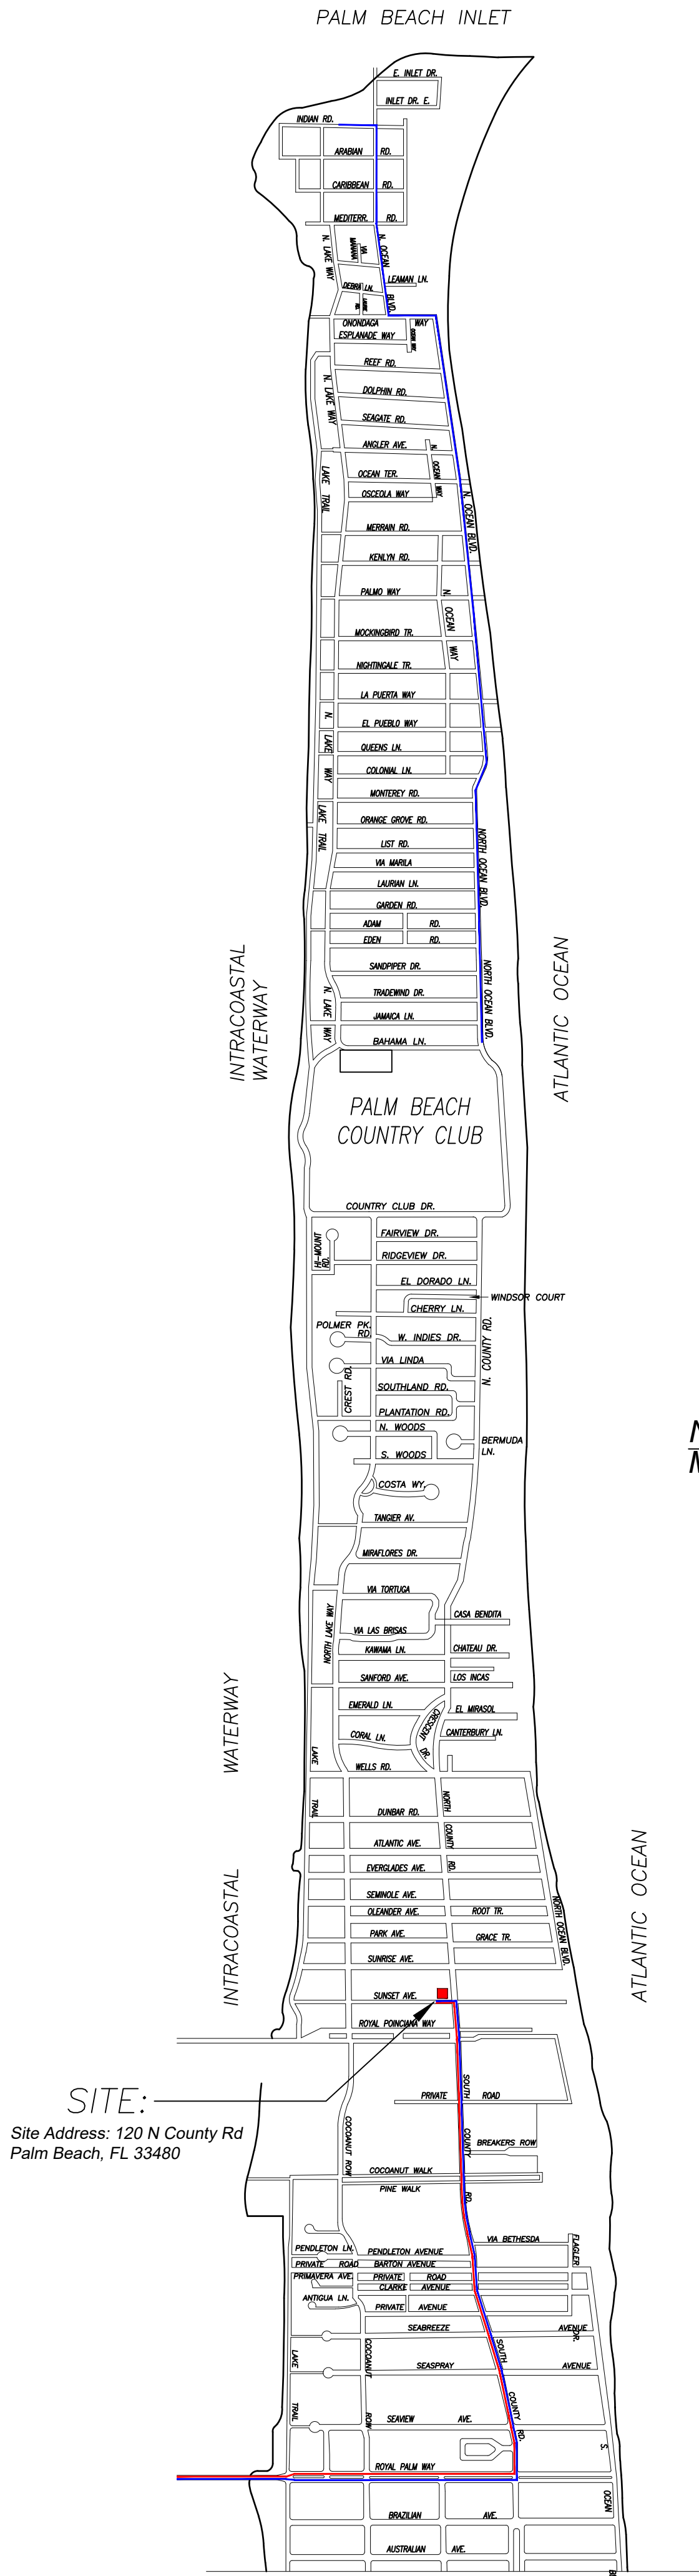 PALM BEACH INLET
E. INLET DR.
INLET DR. E.
INDIAN RD.
ARABIAN RD.
CARIBBEAN RD.
MEDITERR. RD.
N. LAKE WAY
VIA
MARIANA
N. OCEAN BLVD.
LEAMAN LN.
DEBRA LN.
ONONDAGA WAY
ESPLANADE WAY
REEF RD.
DOLPHIN RD.
N. LAKE WAY
SEAGATE RD.
ANGLER AVE.
N. OCEAN WAY
OCEAN TER.
LAKE TRAIL
OSCEOLA WAY
N. OCEAN BLVD.
MERRAIN RD.
KENLYN RD.
PALMO WAY
N. OCEAN WAY
MOCKINGBIRD TR.
NIGHTINGALE TR.
LA PUERTA WAY
EL PUEBLO WAY
N. LAKE WAY
QUEENS LN.
COLONIAL LN.
MONTEREY RD.
LAKE TRAIL
ORANGE GROVE RD.
LIST RD.
NORTH OCEAN BLVD.
VIA MARILA
LAURIAN LN.
GARDEN RD.
ADAM RD.
EDEN RD.
SANDPIPER DR.
NORTH OCEAN BLVD.
TRADEWIND DR.
N. LAKE WAY
JAMAICA LN.
BAHAMA LN.
INTRACOASTAL
WATERWAY
ATLANTIC OCEAN
PALM BEACH
COUNTRY CLUB
COUNTRY CLUB DR.
HI-MOUNT
RD.
FAIRVIEW DR.
RIDGEVIEW DR.
EL DORADO LN.
WINDSOR COURT
CHERRY LN.
POLMER PK.
RD.
W. INDIES DR.
N. COUNTY RD.
VIA LINDA
CREST RD.
SOUTHLAND RD.
PLANTATION RD.
N. WOODS
BERMUDA
LN.
S. WOODS
COSTA WY.
TANGIER AV.
MIRAFLORES DR.
VIA TORTUGA
NORTH LAKE WAY
CASA BENDITA
VIA LAS BRISAS
KAWAMA LN.
CHATEAU DR.
SANFORD AVE.
LOS INCAS
EMERALD LN.
EL MIRASOL
CRESCENT DR.
CORAL LN.
CANTERBURY LN.
WELLS RD.
LAKE TRAIL
WATERWAY
DUNBAR RD.
NORTH COUNTY RD.
ATLANTIC AVE.
EVERGLADES AVE.
SEMINOLE AVE.
OLEANDER AVE.
ROOT TR.
PARK AVE.
GRACE TR.
NORTH OCEAN BLVD.
SUNRISE AVE.
INTRACOASTAL
ATLANTIC OCEAN
SUNSET AVE.
ROYAL POINCIANA WAY
SITE:
Site Address: 120 N County Rd
Palm Beach, FL 33480
PRIVATE ROAD
SOUTH COUNTY RD.
COCOANUT ROW
BREAKERS ROW
COCOANUT WALK
PINE WALK
VIA BETHESDA
FLAGLER DR.
PENDLETON LN.
PENDLETON AVENUE
PRIVATE ROAD
BARTON AVENUE
PRIMAVERA AVE.
PRIVATE ROAD
CLARKE AVENUE
ANTIGUA LN.
PRIVATE AVENUE
SEABREEZE AVENUE
SOUTH COUNTY RD.
LAKE TRAIL
COCOANUT ROW
SEASPRAY AVENUE
SEAVIEW AVE.
ROYAL PALM WAY
S. OCEAN
BRAZILIAN AVE.
AUSTRALIAN AVE.